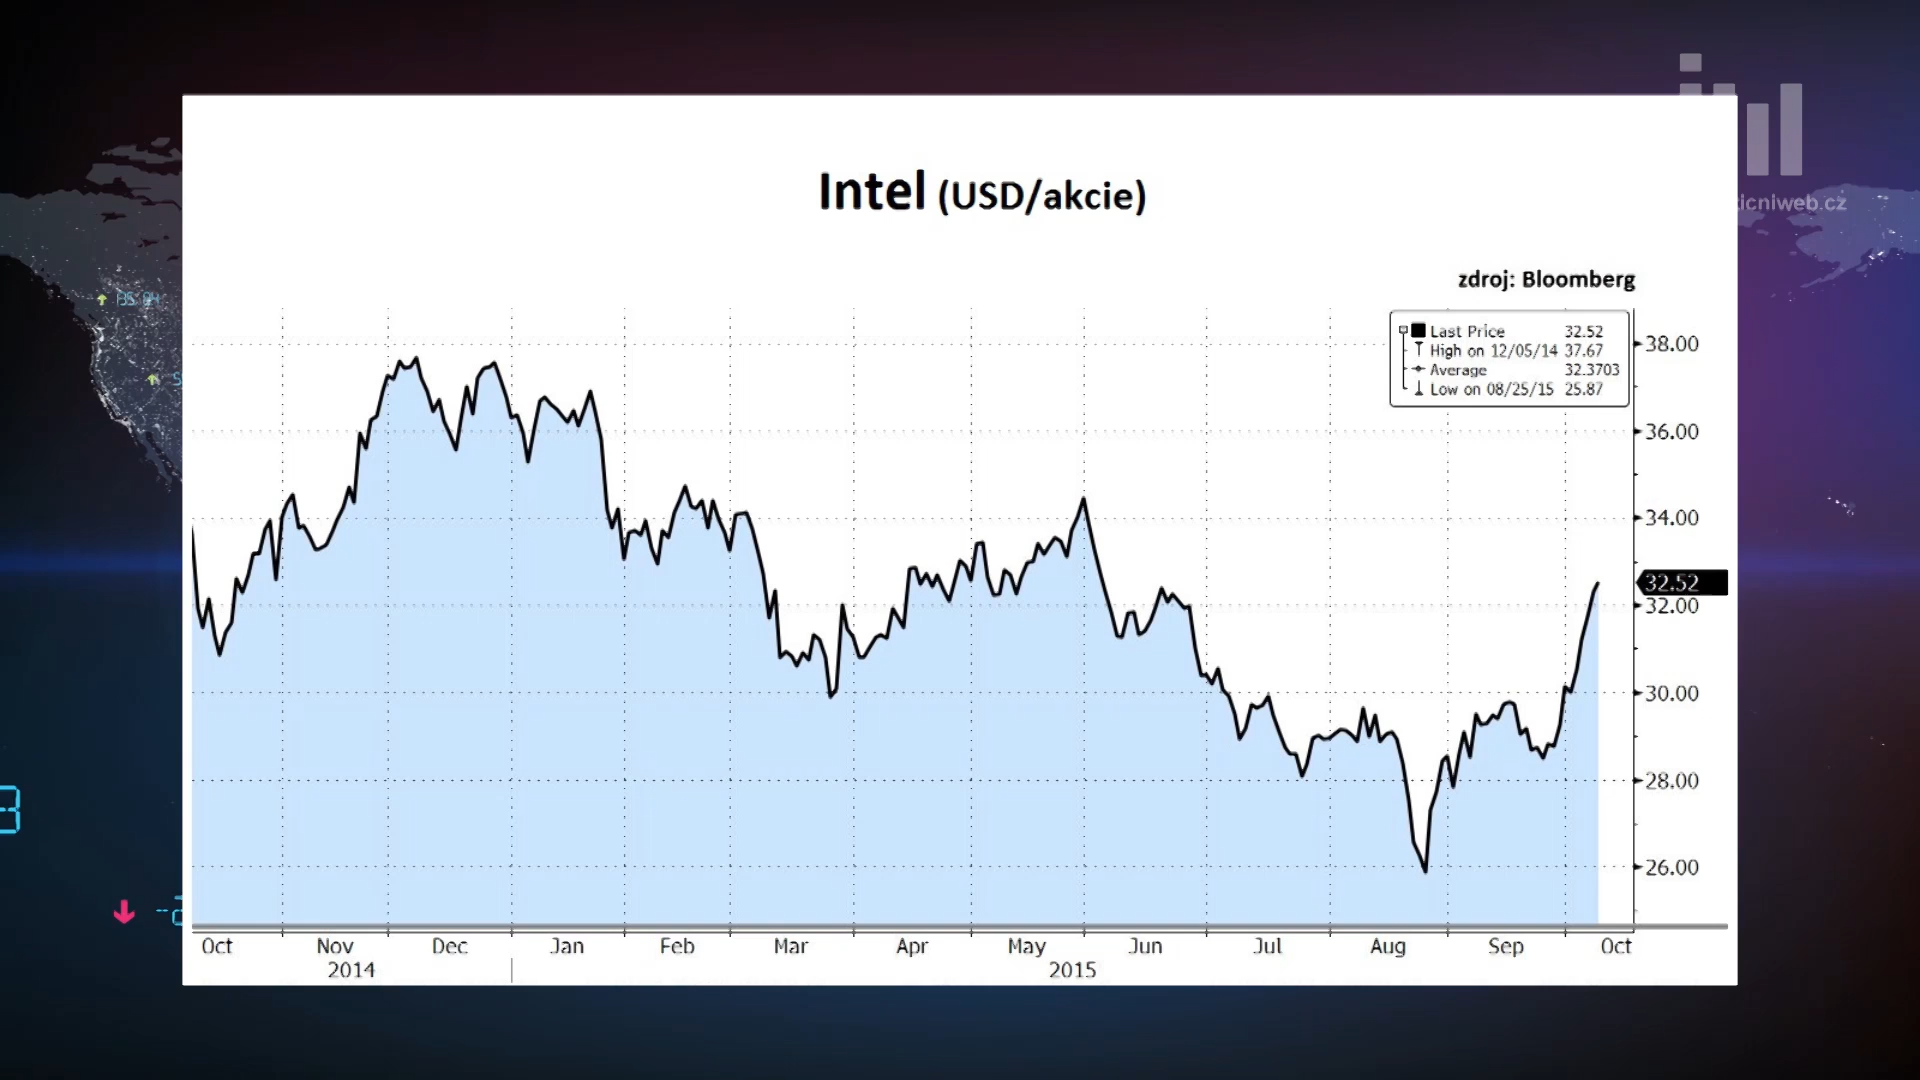 Intel (USD/akcie)
icniweb.cz
zdroj: Bloomberg
Last Price 32.52
High on 12/05/14 37.67
Average 32.3703
Low on 08/25/15 25.87
38.00
36.00
34.00
32.52
32.00
30.00
28.00
26.00
Oct Nov Dec Jan Feb Mar Apr May Jun Jul Aug Sep Oct
2014 2015